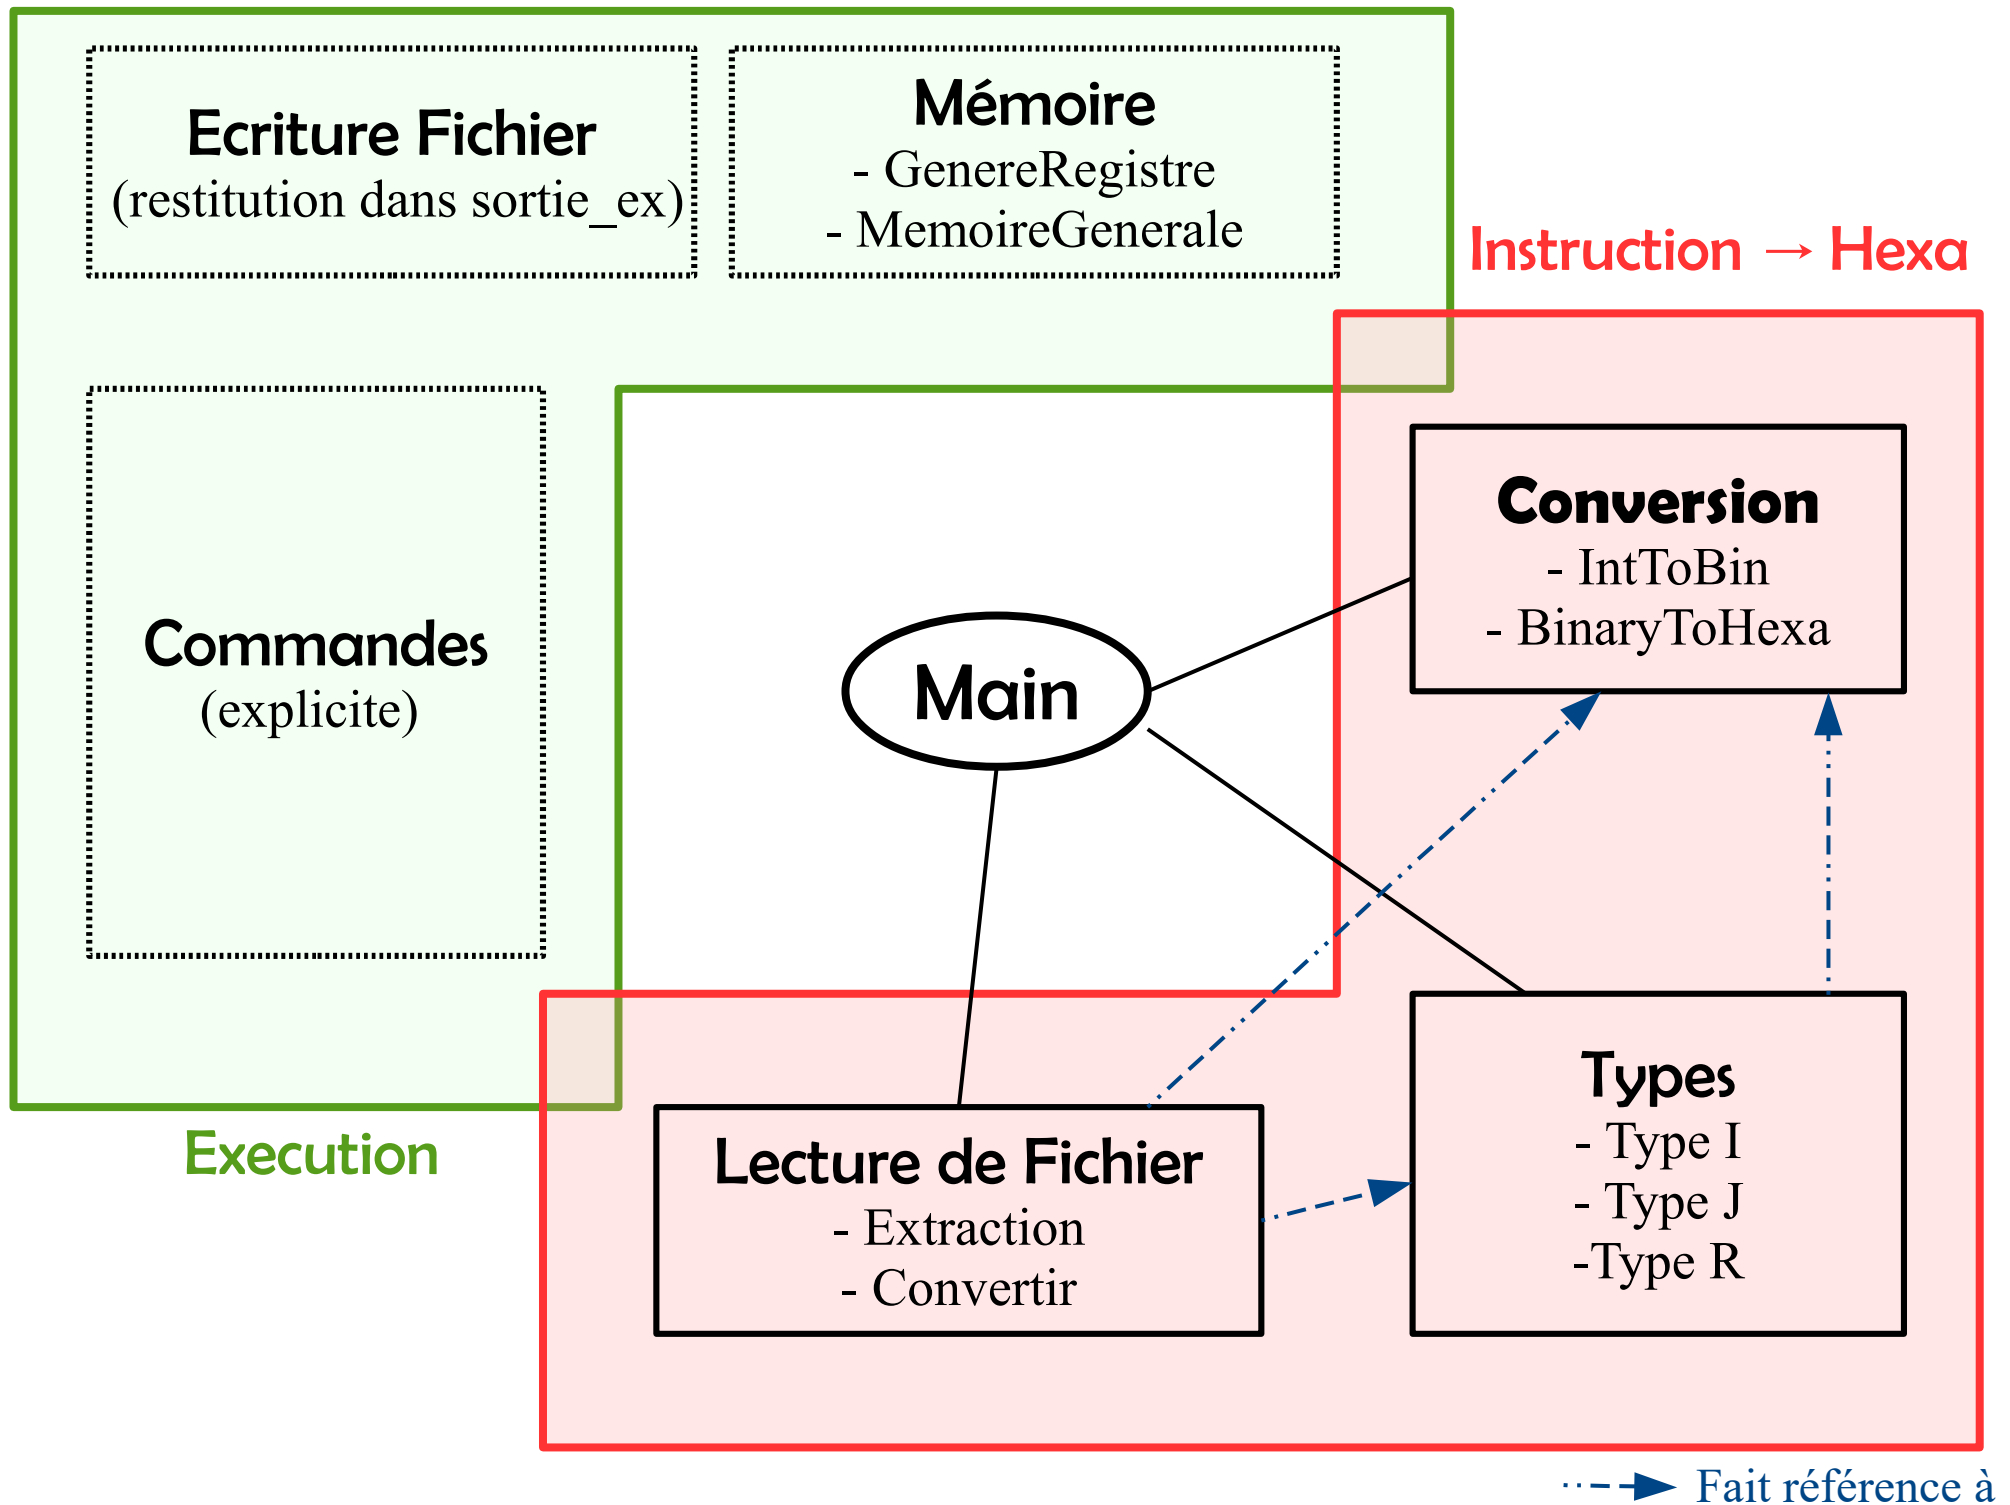 Ecriture Fichier
(restitution dans sortie_ex)
Mémoire
- GenereRegistre
- MemoireGenerale
Instruction → Hexa
Commandes
(explicite)
Main
Conversion
- IntToBin
- BinaryToHexa
Execution
Lecture de Fichier
- Extraction
- Convertir
Types
- Type I
- Type J
-Type R
Fait référence à